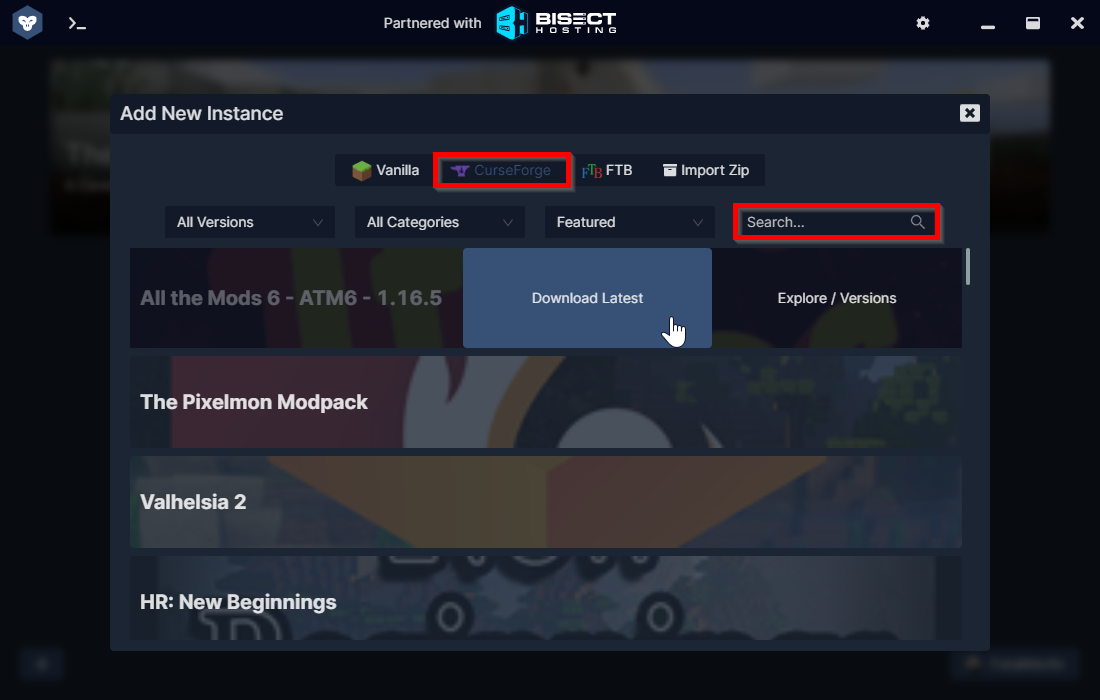 Partnered with BISECT HOSTING
Add New Instance
Vanilla CurseForge FTB FTB Import Zip
All Versions All Categories Featured Search...
All the Mods 6 - ATM6 - 1.16.5 Download Latest Explore / Versions
The Pixelmon Modpack
Valhelsia 2
HR: New Beginnings